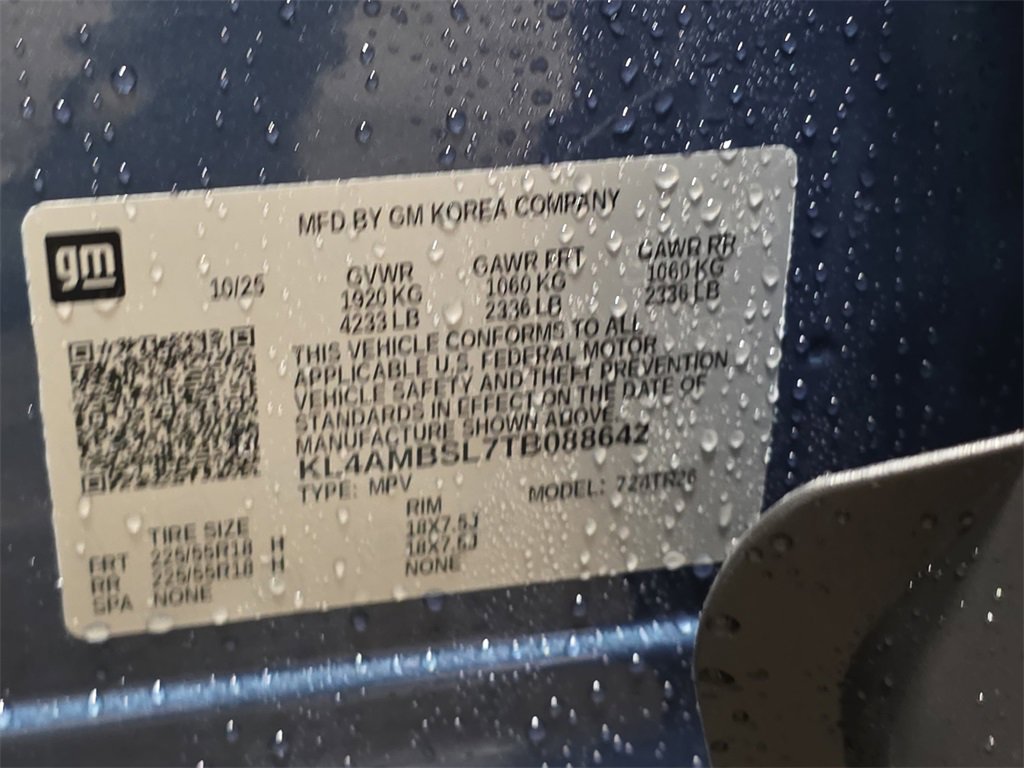 MFD BY GM KOREA COMPANY
gm
10/25
GVWR GAWR FRT GAWR RR
1920 KG 1060 KG 1060 KG
4233 LB 2336 LB 2336 LB
THIS VEHICLE CONFORMS TO ALL
APPLICABLE U.S. FEDERAL MOTOR
VEHICLE SAFETY AND THEFT PREVENTION
STANDARDS IN EFFECT ON THE DATE OF
MANUFACTURE SHOWN ABOVE.
KL4AMBSL7TB088642
TYPE: MPV MODEL:
TIRE SIZE RIM
FRT 225/55R18 H 18X7.5J
RR 225/55R18 H 18X7.5J
SPA NONE NONE